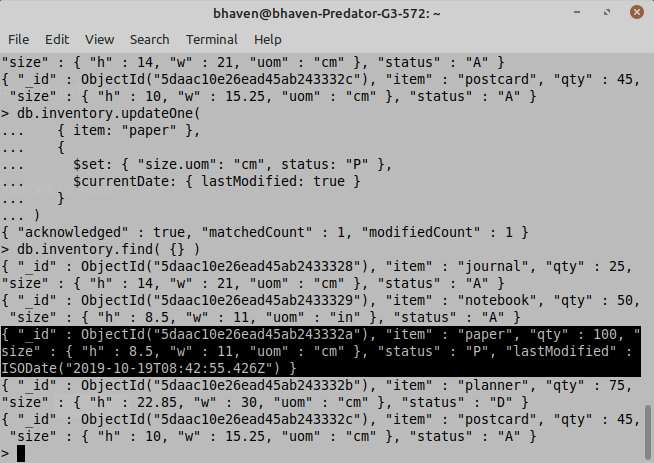 bhaven@bhaven-Predator-G3-572: ~
File Edit View Search Terminal Help
"size" : { "h" : 14, "w" : 21, "uom" : "cm" }, "status" : "A" }
{ "_id" : ObjectId("5daac10e26ead45ab243332c"), "item" : "postcard", "qty" : 45,
 "size" : { "h" : 10, "w" : 15.25, "uom" : "cm" }, "status" : "A" }
> db.inventory.updateOne(
...    { item: "paper" },
...    {
...      $set: { "size.uom": "cm", status: "P" },
...      $currentDate: { lastModified: true }
...    }
... )
{ "acknowledged" : true, "matchedCount" : 1, "modifiedCount" : 1 }
> db.inventory.find( {} )
{ "_id" : ObjectId("5daac10e26ead45ab2433328"), "item" : "journal", "qty" : 25,
"size" : { "h" : 14, "w" : 21, "uom" : "cm" }, "status" : "A" }
{ "_id" : ObjectId("5daac10e26ead45ab2433329"), "item" : "notebook", "qty" : 50,
 "size" : { "h" : 8.5, "w" : 11, "uom" : "in" }, "status" : "A" }
{ "_id" : ObjectId("5daac10e26ead45ab243332a"), "item" : "paper", "qty" : 100, "
size" : { "h" : 8.5, "w" : 11, "uom" : "cm" }, "status" : "P", "lastModified" :
ISODate("2019-10-19T08:42:55.426Z") }
{ "_id" : ObjectId("5daac10e26ead45ab243332b"), "item" : "planner", "qty" : 75,
"size" : { "h" : 22.85, "w" : 30, "uom" : "cm" }, "status" : "D" }
{ "_id" : ObjectId("5daac10e26ead45ab243332c"), "item" : "postcard", "qty" : 45,
 "size" : { "h" : 10, "w" : 15.25, "uom" : "cm" }, "status" : "A" }
>